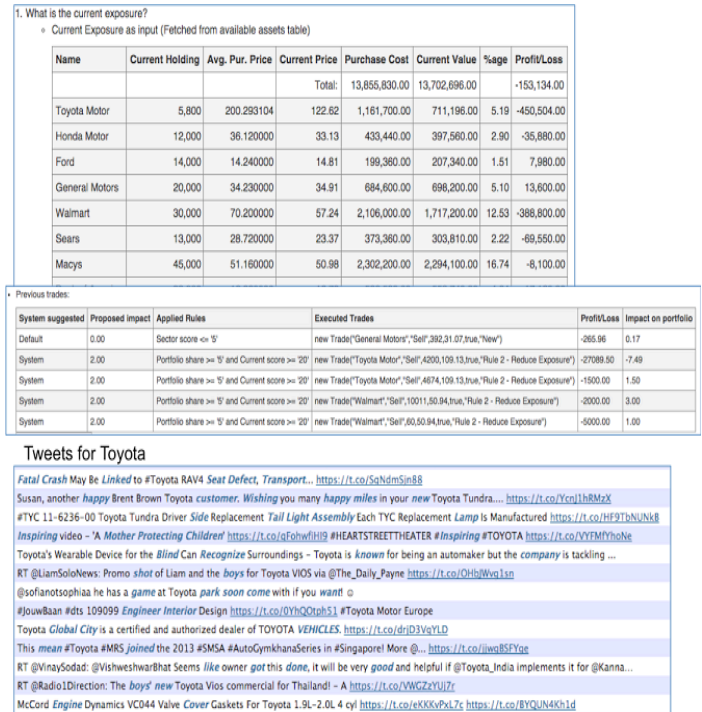 1. What is the current exposure?
Current Exposure as input (Fetched from available assets table)
Name Current Holding Avg. Pur. Price Current Price Purchase Cost Current Value %age Profit/Loss
Total: 13,855,830.00 13,702,696.00 -153,134.00
Toyota Motor 5,800 200.293104 122.62 1,161,700.00 711,196.00 5.19 -450,504.00
Honda Motor 12,000 36.120000 33.13 433,440.00 397,560.00 2.90 -35,880.00
Ford 14,000 14.240000 14.81 199,360.00 207,340.00 1.51 7,980.00
General Motors 20,000 34.230000 34.91 684,600.00 698,200.00 5.10 13,600.00
Walmart 30,000 70.200000 57.24 2,106,000.00 1,717,200.00 12.53 -388,800.00
Sears 13,000 28.720000 23.37 373,360.00 303,810.00 2.22 -69,550.00
Macys 45,000 51.160000 50.98 2,302,200.00 2,294,100.00 16.74 -8,100.00
Previous trades:
System suggested Proposed impact Applied Rules Executed Trades Profit/Loss Impact on portfolio
Default 0.00 Sector score <= '5' new Trade("General Motors","Sell",392,31.07,true,"New") -265.96 0.17
System 2.00 Portfolio share >= '5' and Current score >= '20' new Trade("Toyota Motor","Sell",4200,109.13,true,"Rule 2 - Reduce Exposure") -27089.50 -7.49
System 2.00 Portfolio share >= '5' and Current score >= '20' new Trade("Toyota Motor","Sell",4674,109.13,true,"Rule 2 - Reduce Exposure") -1500.00 1.50
System 2.00 Portfolio share >= '5' and Current score >= '20' new Trade("Walmart","Sell",10011,50.94,true,"Rule 2 - Reduce Exposure") -2000.00 3.00
System 2.00 Portfolio share >= '5' and Current score >= '20' new Trade("Walmart","Sell",60,50.94,true,"Rule 2 - Reduce Exposure") -5000.00 1.00
Tweets for Toyota
Fatal Crash May Be Linked to #Toyota RAV4 Seat Defect, Transport... https://t.co/SqNdmSjn88
Susan, another happy Brent Brown Toyota customer. Wishing you many happy miles in your new Toyota Tundra.... https://t.co/YcnJ1hRMzX
#TYC 11-6236-00 Toyota Tundra Driver Side Replacement Tail Light Assembly Each TYC Replacement Lamp Is Manufactured https://t.co/HF9TbNUNkB
Inspiring video - 'A Mother Protecting Children' https://t.co/qFohwfiHI9 #HEARTSTREETTHEATER #Inspiring #TOYOTA https://t.co/VYFMfYhoNe
Toyota's Wearable Device for the Blind Can Recognize Surroundings - Toyota is known for being an automaker but the company is tackling ...
RT @LiamSoloNews: Promo shot of Liam and the boys for Toyota VIOS via @The_Daily_Payne https://t.co/OHbJWvq1sn
@sofianotsophiaa he has a game at Toyota park soon come with if you want! ☺
#JouwBaan #dts 109099 Engineer Interior Design https://t.co/0YhQOtph51 #Toyota Motor Europe
Toyota Global City is a certified and authorized dealer of TOYOTA VEHICLES. https://t.co/drjD3VqYLD
This mean #Toyota #MRS joined the 2013 #SMSA #AutoGymkhanaSeries in #Singapore! More @... https://t.co/jjwq8SFYqe
RT @VinaySodad: @VishweshwarBhat Seems like owner got this done, it will be very good and helpful if @Toyota_India implements it for @Kanna...
RT @Radio1Direction: The boys' new Toyota Vios commercial for Thailand! - A https://t.co/VWGZzYUj7r
McCord Engine Dynamics VC044 Valve Cover Gaskets For Toyota 1.9L-2.0L 4 cyl https://t.co/eKKKvPxL7c https://t.co/BYQUN4Kh1d